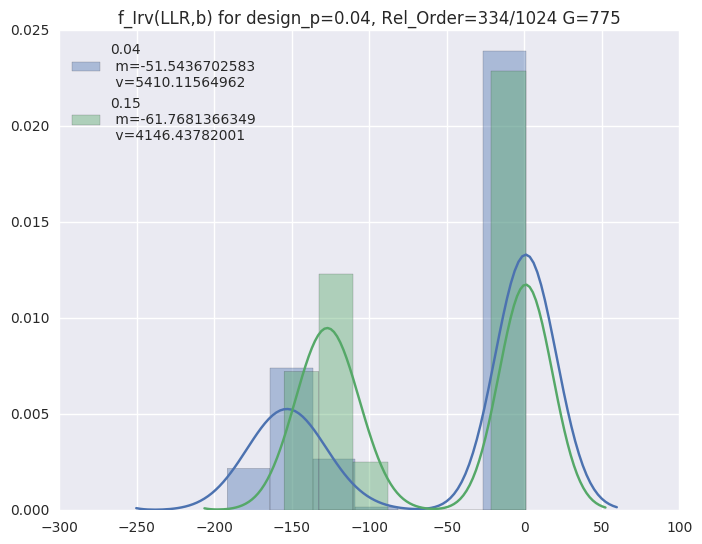 f_Irv(LLR,b) for design_p=0.04, Rel_Order=334/1024 G=775
0.04
m=-51.5436702583
v=5410.11564962
0.15
m=-61.7681366349
v=4146.43782001
0.025
0.020
0.015
0.010
0.005
0.000
−300 −250 −200 −150 −100 −50 0 50 100